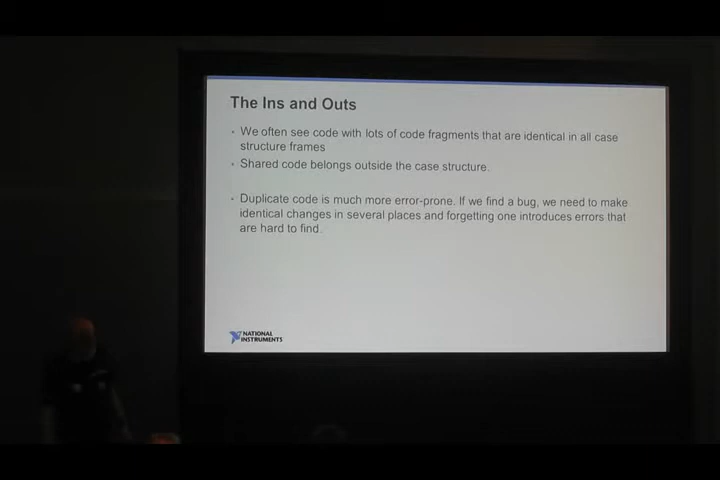 The Ins and Outs
• We often see code with lots of code fragments that are identical in all case
structure frames
• Shared code belongs outside the case structure.
• Duplicate code is much more error-prone. If we find a bug, we need to make
identical changes in several places and forgetting one introduces errors that
are hard to find.
NATIONAL
INSTRUMENTS